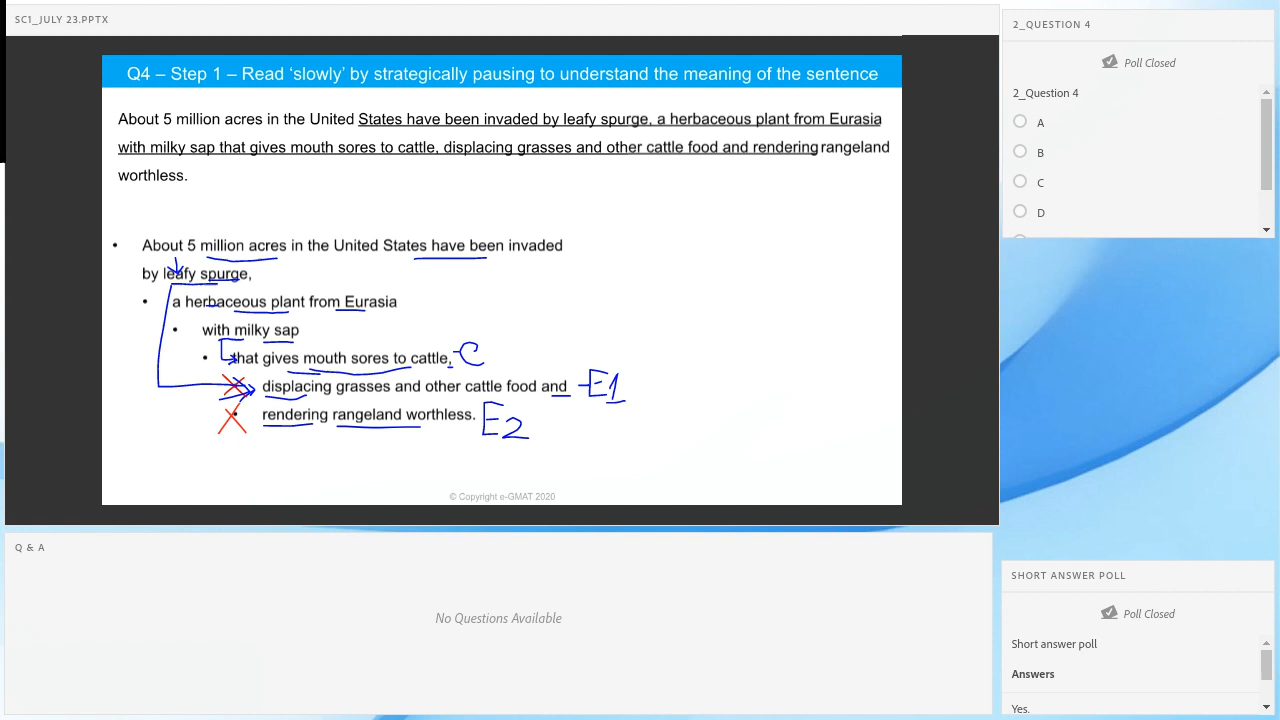 SC1_JULY 23.PPTX
Q4 – Step 1 – Read ‘slowly’ by strategically pausing to understand the meaning of the sentence
About 5 million acres in the United States have been invaded by leafy spurge, a herbaceous plant from Eurasia
with milky sap that gives mouth sores to cattle, displacing grasses and other cattle food and rendering rangeland
worthless.
• About 5 million acres in the United States have been invaded
by leafy spurge,
• a herbaceous plant from Eurasia
• with milky sap
• that gives mouth sores to cattle, C
displacing grasses and other cattle food and E1
• rendering rangeland worthless. E2
© Copyright e-GMAT 2020
Q & A
No Questions Available
2_QUESTION 4
Poll Closed
2_Question 4
A
B
C
D
SHORT ANSWER POLL
Poll Closed
Short answer poll
Answers
Yes.